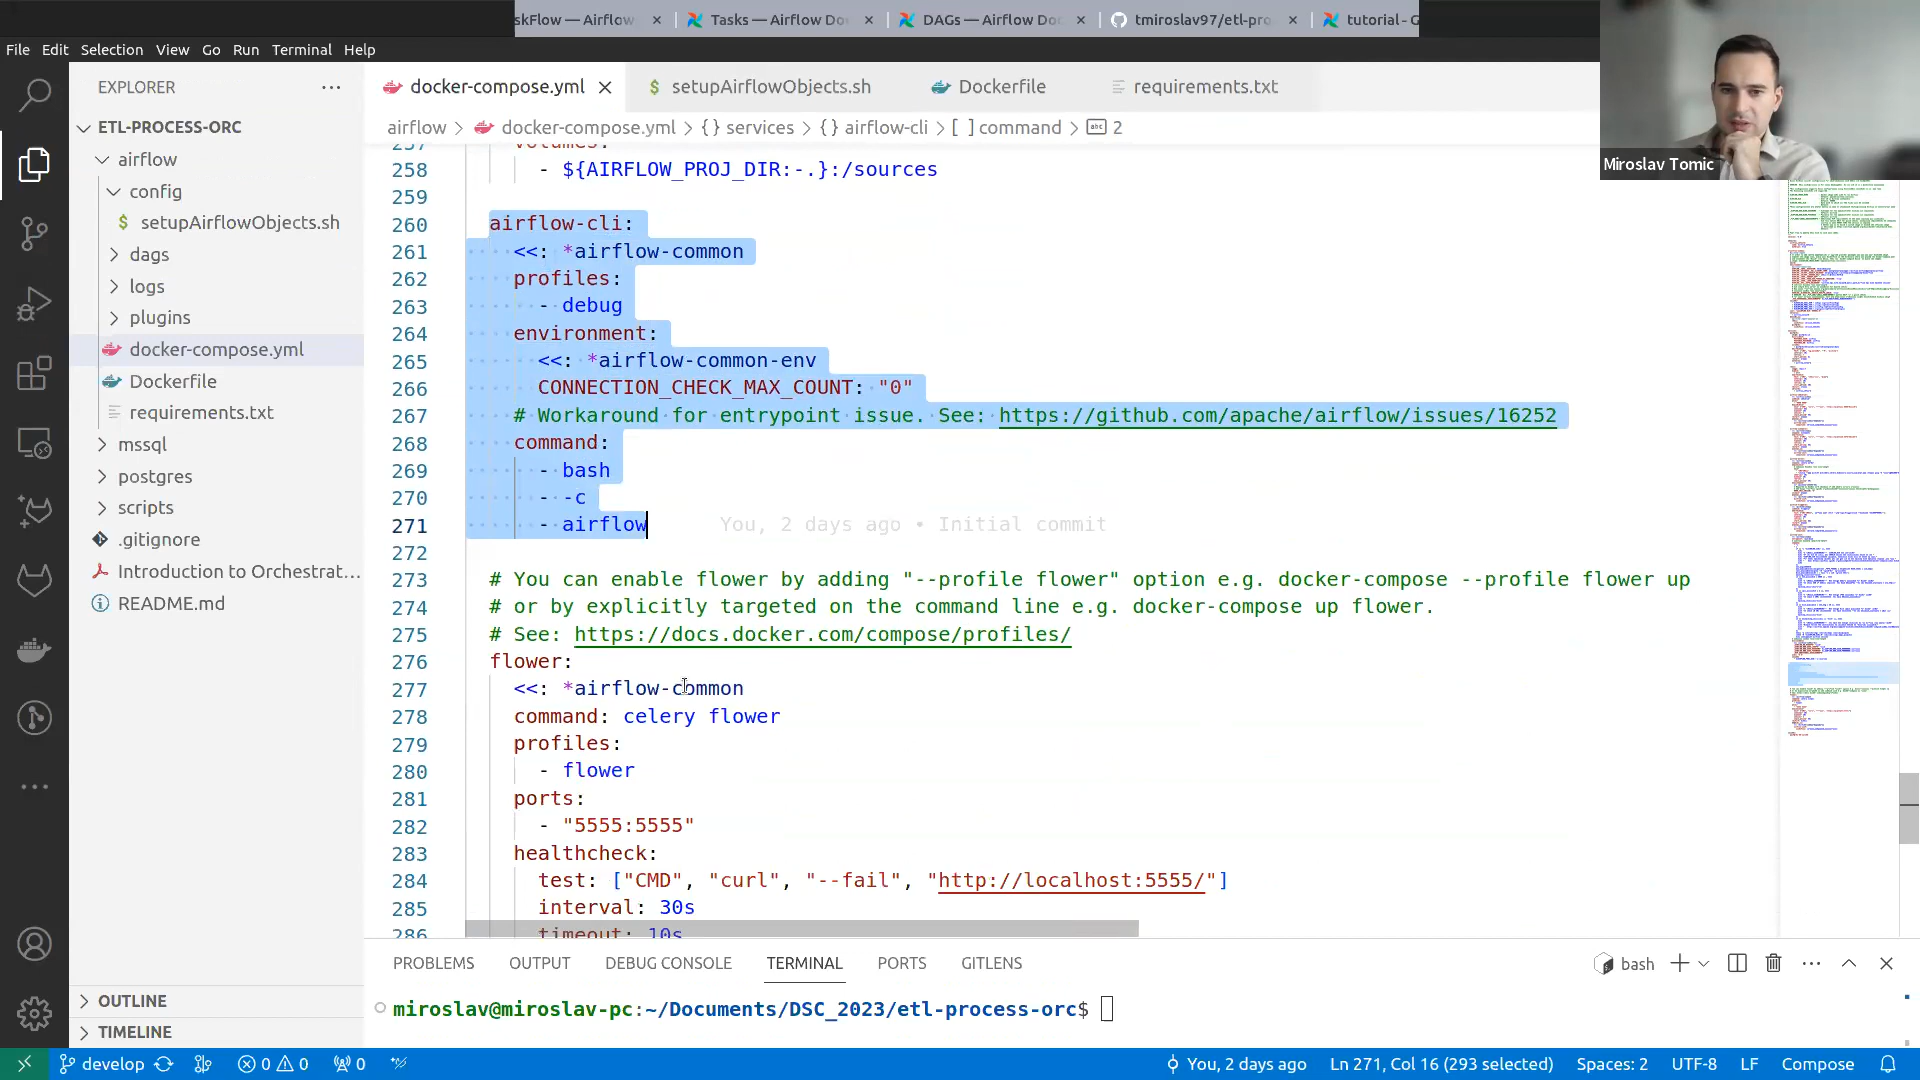 skFlow — Airflow
Tasks — Airflow Do
DAGs — Airflow Do
tmiroslav97/etl-pro
tutorial - G
File Edit Selection View Go Run Terminal Help
Miroslav Tomic
EXPLORER
docker-compose.yml
setupAirflowObjects.sh
Dockerfile
requirements.txt
airflow > docker-compose.yml > {} services > {} airflow-cli > [ ] command > abc 2
ETL-PROCESS-ORC
airflow
config
setupAirflowObjects.sh
dags
logs
plugins
docker-compose.yml
Dockerfile
requirements.txt
mssql
postgres
scripts
.gitignore
Introduction to Orchestrat...
README.md
OUTLINE
TIMELINE
257 volumes:
258 - ${AIRFLOW_PROJ_DIR:-.}:/sources
259
260 airflow-cli:
261 <<: *airflow-common
262 profiles:
263 - debug
264 environment:
265 <<: *airflow-common-env
266 CONNECTION_CHECK_MAX_COUNT: "0"
267 # Workaround for entrypoint issue. See: https://github.com/apache/airflow/issues/16252
268 command:
269 - bash
270 - -c
271 - airflow You, 2 days ago • Initial commit
272
273 # You can enable flower by adding "--profile flower" option e.g. docker-compose --profile flower up
274 # or by explicitly targeted on the command line e.g. docker-compose up flower.
275 # See: https://docs.docker.com/compose/profiles/
276 flower:
277 <<: *airflow-common
278 command: celery flower
279 profiles:
280 - flower
281 ports:
282 - "5555:5555"
283 healthcheck:
284 test: ["CMD", "curl", "--fail", "http://localhost:5555/"]
285 interval: 30s
286 timeout: 10s
PROBLEMS OUTPUT DEBUG CONSOLE TERMINAL PORTS GITLENS
bash
miroslav@miroslav-pc:~/Documents/DSC_2023/etl-process-orc$
develop 0 0 0 You, 2 days ago Ln 271, Col 16 (293 selected) Spaces: 2 UTF-8 LF Compose